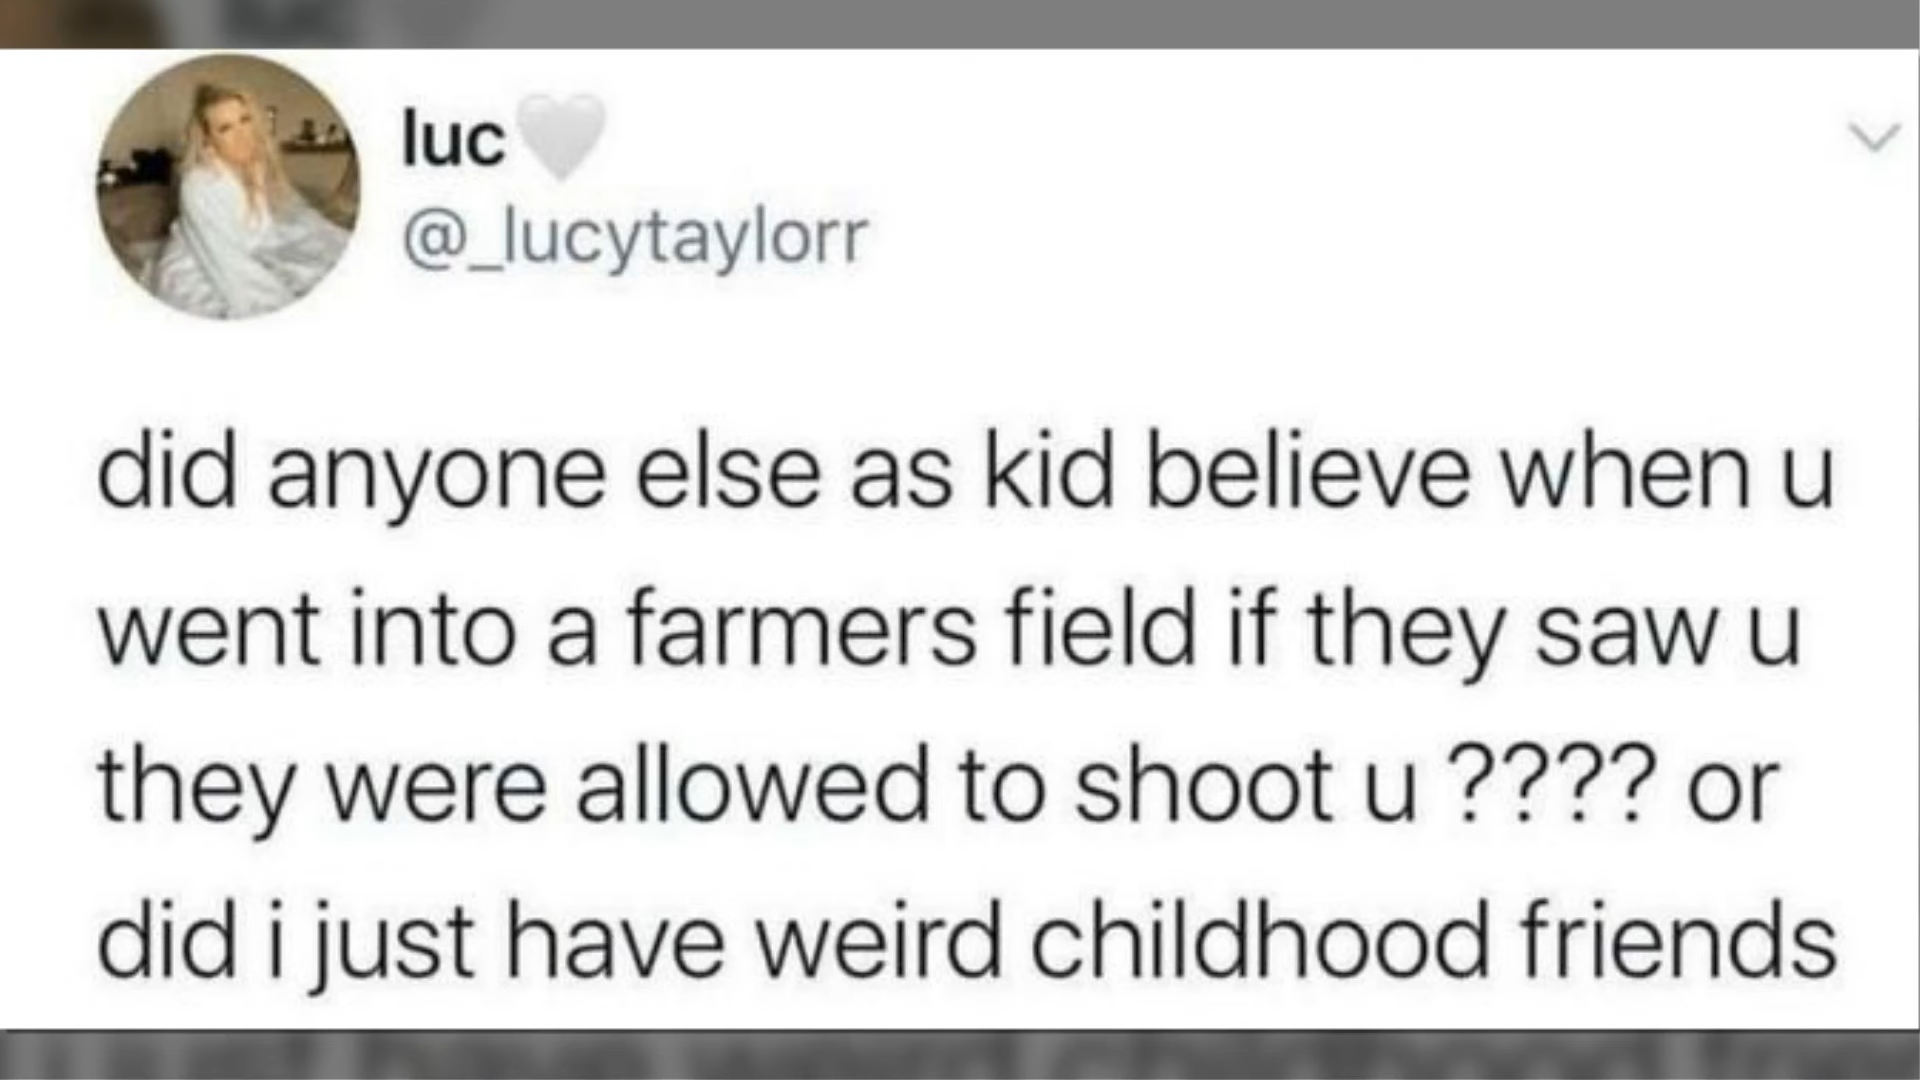 luc🤍
@_lucytaylorr
did anyone else as kid believe when u
went into a farmers field if they saw u
they were allowed to shoot u ???? or
did i just have weird childhood friends